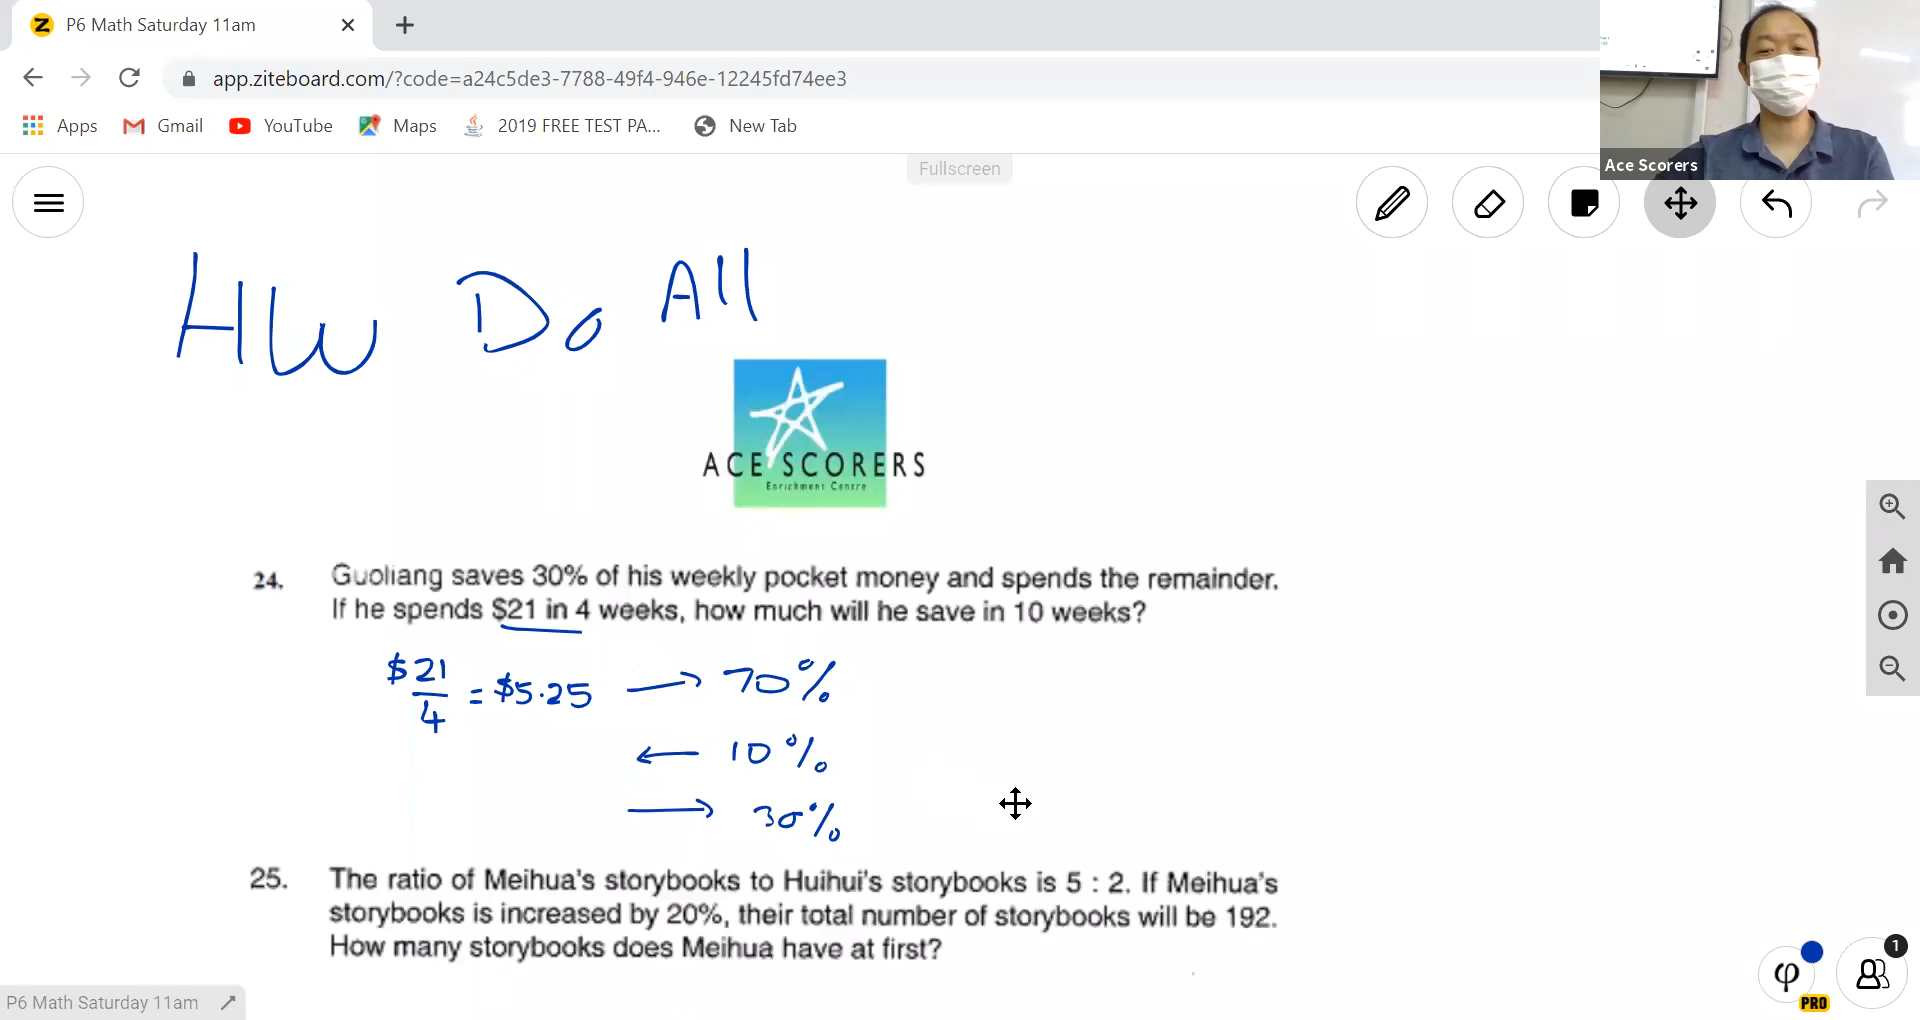 P6 Math Saturday 11am
app.ziteboard.com/?code=a24c5de3-7788-49f4-946e-12245fd74ee3
Apps Gmail YouTube Maps 2019 FREE TEST PA... New Tab
Ace Scorers
Fullscreen
HW Do All
ACE SCORERS
Enrichment Centre
24. Guoliang saves 30% of his weekly pocket money and spends the remainder.
If he spends $21 in 4 weeks, how much will he save in 10 weeks?
$21/4 = $5.25 → 70%
← 10%
→ 30%
25. The ratio of Meihua's storybooks to Huihui's storybooks is 5 : 2. If Meihua's
storybooks is increased by 20%, their total number of storybooks will be 192.
How many storybooks does Meihua have at first?
1
φ
PRO
P6 Math Saturday 11am